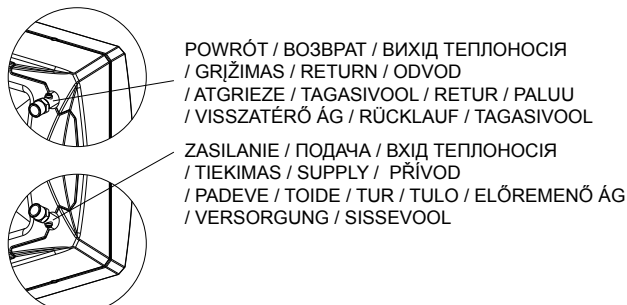 POWRÓT / ВОЗВРАТ / ВИХІД ТЕПЛОНОСІЯ
/ GRĮŽIMAS / RETURN / ODVOD
/ ATGRIEZE / TAGASIVOOL / RETUR / PALUU
/ VISSZATÉRŐ ÁG / RÜCKLAUF / TAGASIVOOL
ZASILANIE / ПОДАЧА / ВХІД ТЕПЛОНОСІЯ
/ TIEKIMAS / SUPPLY / PŘÍVOD
/ PADEVE / TOIDE / TUR / TULO / ELŐREMENŐ ÁG
/ VERSORGUNG / SISSEVOOL